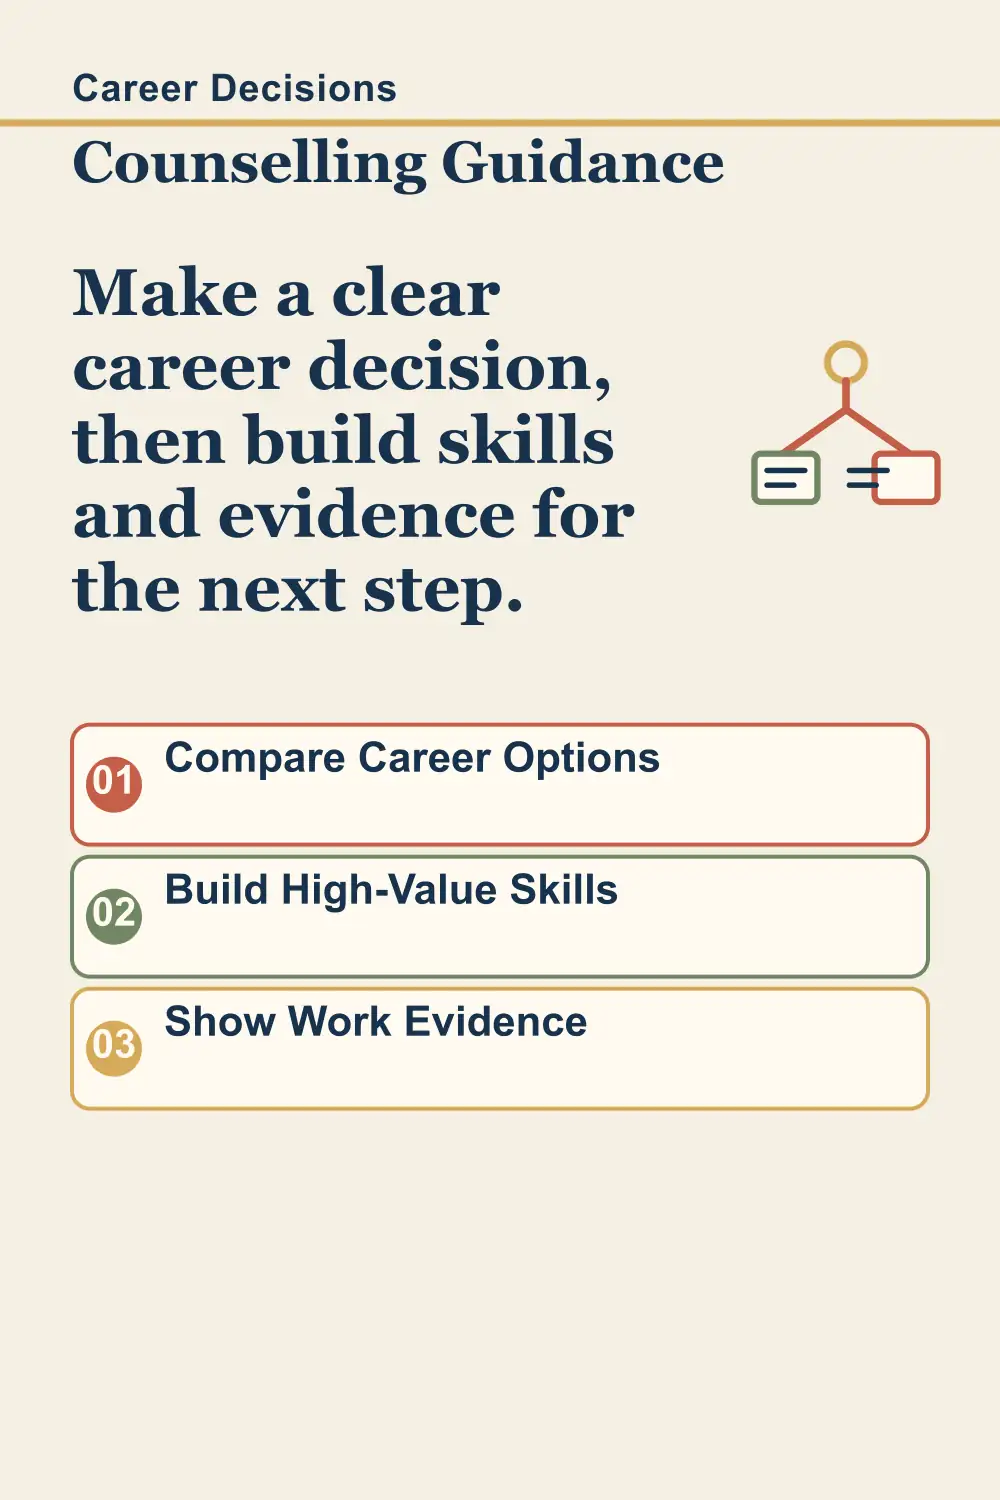 Career Decisions
Counselling Guidance
Make a clear
career decision,
then build skills
and evidence for
the next step.
01 Compare Career Options
02 Build High-Value Skills
03 Show Work Evidence